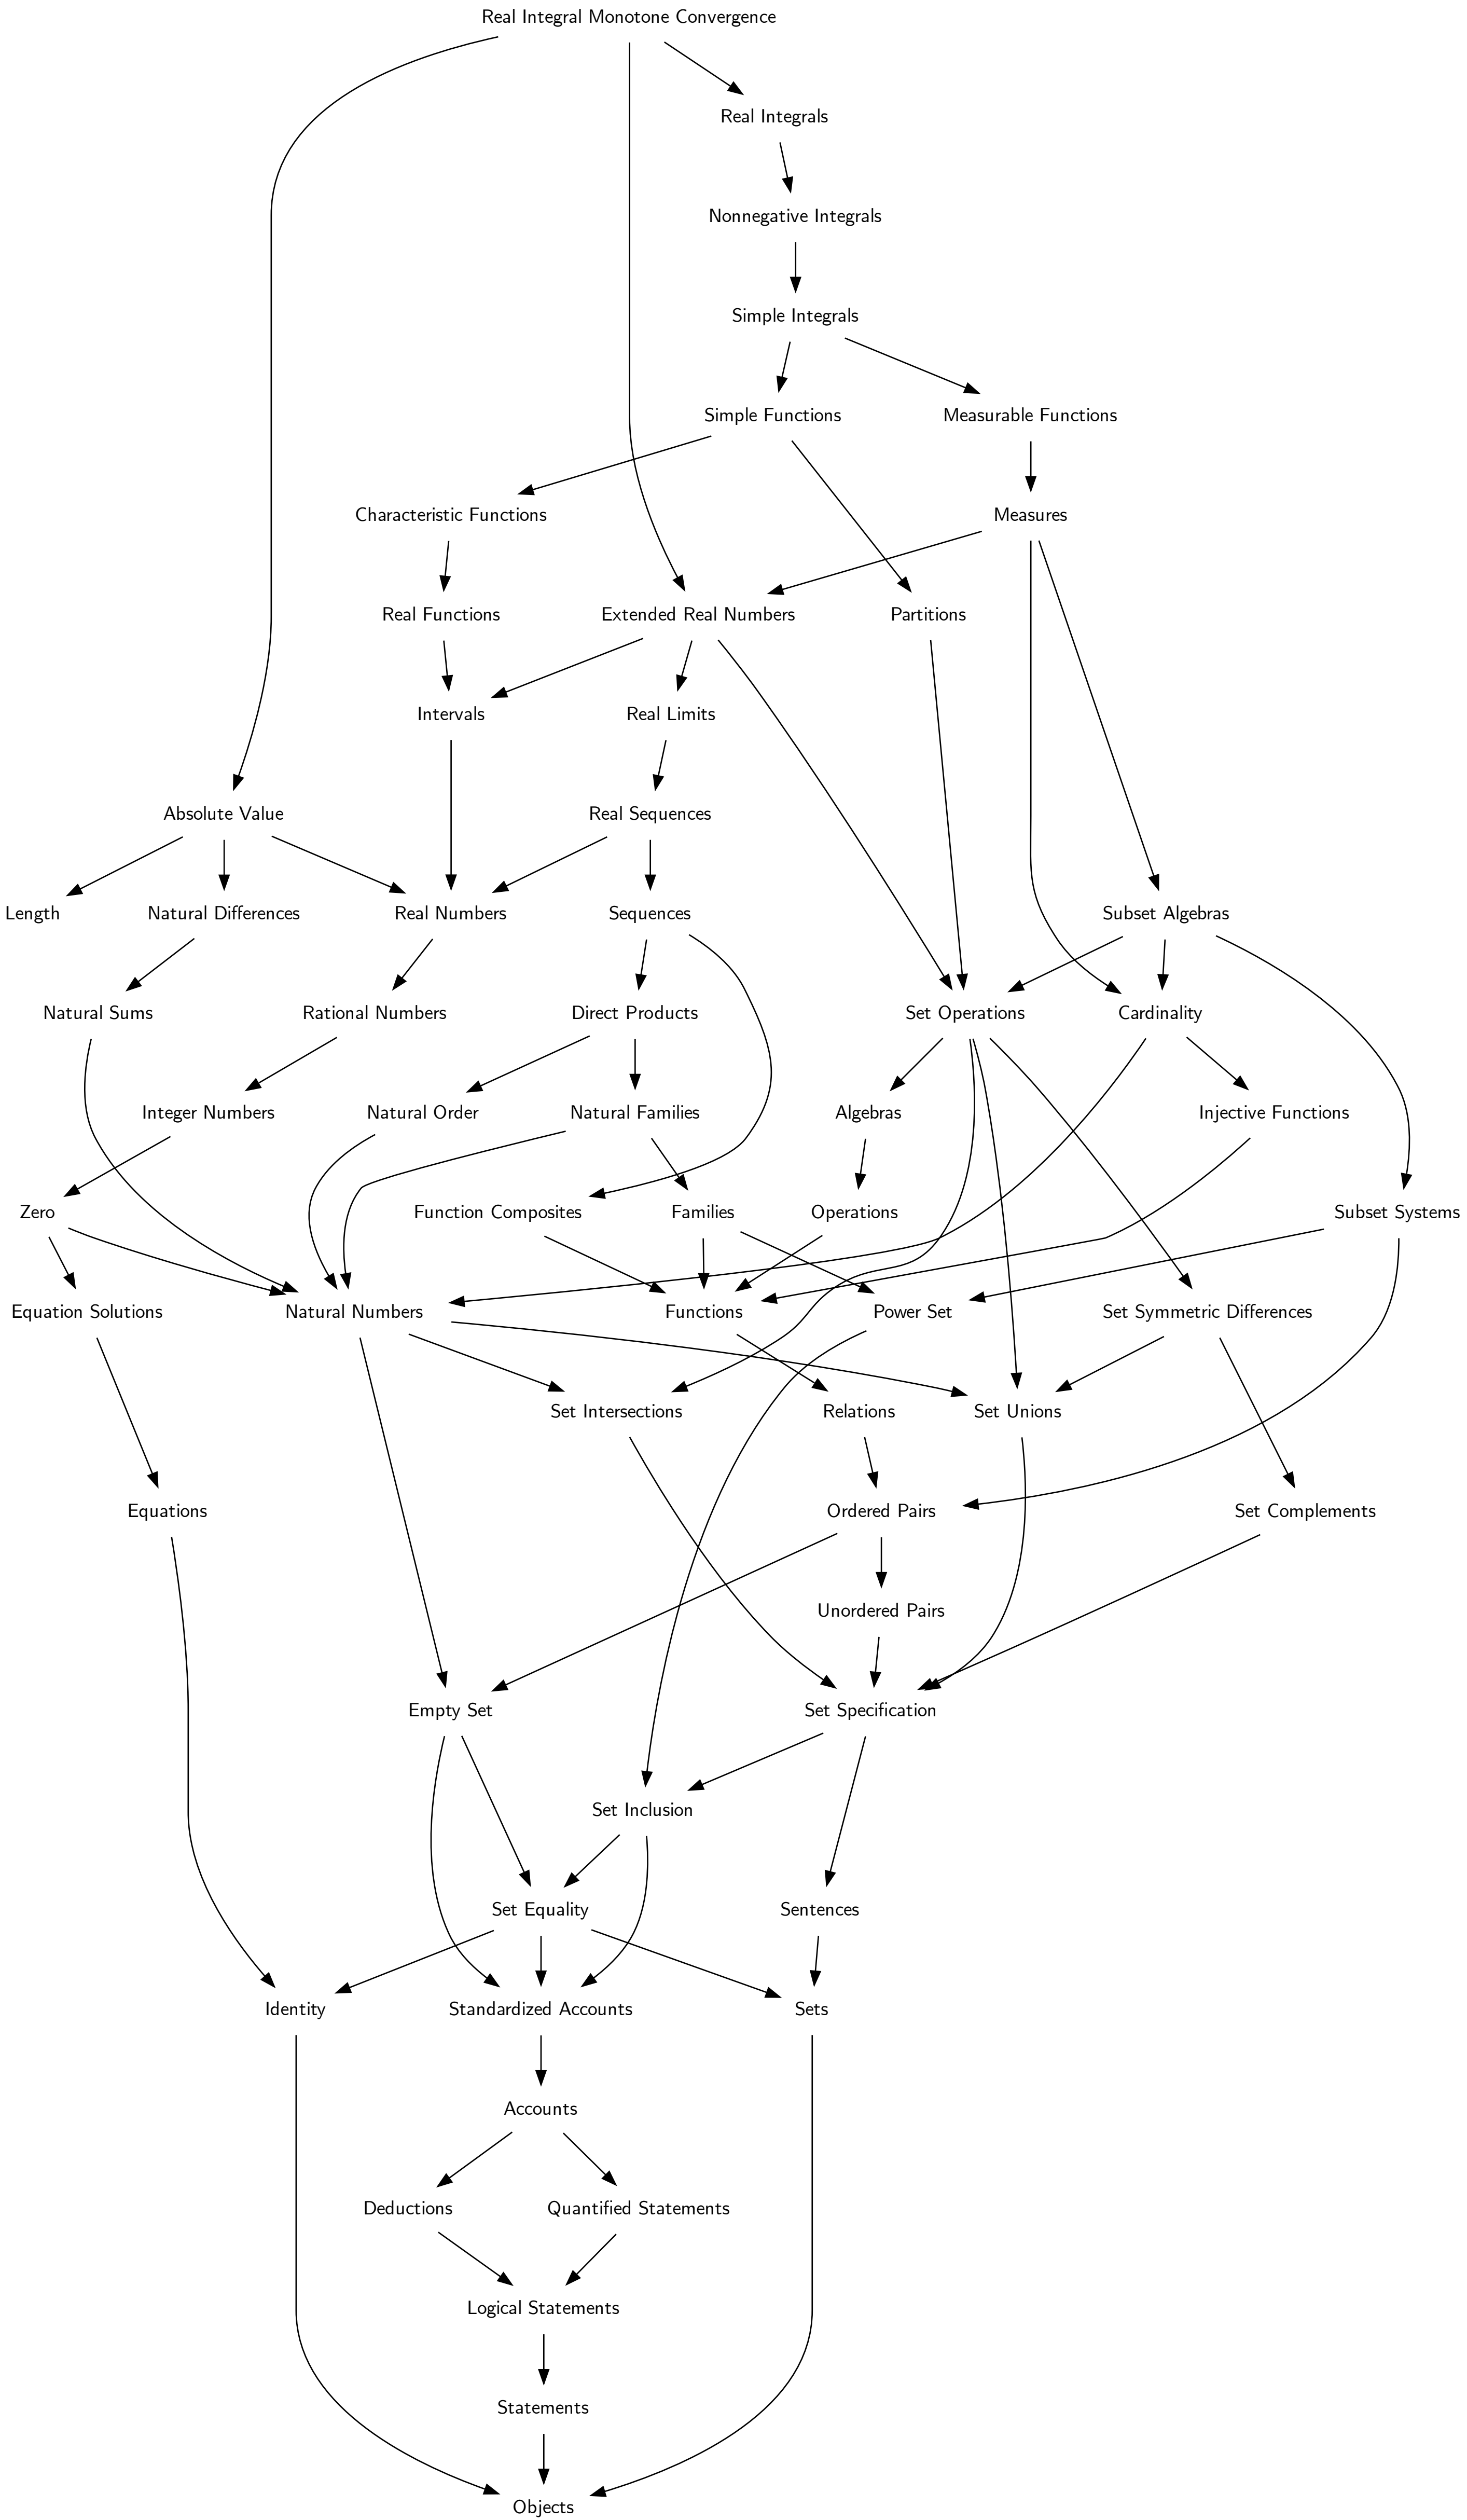 Real Integral Monotone Convergence
Real Integrals
Nonnegative Integrals
Simple Integrals
Simple Functions
Measurable Functions
Characteristic Functions
Measures
Real Functions
Extended Real Numbers
Partitions
Intervals
Real Limits
Absolute Value
Real Sequences
Length
Natural Differences
Real Numbers
Sequences
Subset Algebras
Natural Sums
Rational Numbers
Direct Products
Set Operations
Cardinality
Integer Numbers
Natural Order
Natural Families
Algebras
Injective Functions
Zero
Function Composites
Families
Operations
Subset Systems
Equation Solutions
Natural Numbers
Functions
Power Set
Set Symmetric Differences
Set Intersections
Relations
Set Unions
Equations
Ordered Pairs
Set Complements
Unordered Pairs
Empty Set
Set Specification
Set Inclusion
Set Equality
Sentences
Identity
Standardized Accounts
Sets
Accounts
Deductions
Quantified Statements
Logical Statements
Statements
Objects